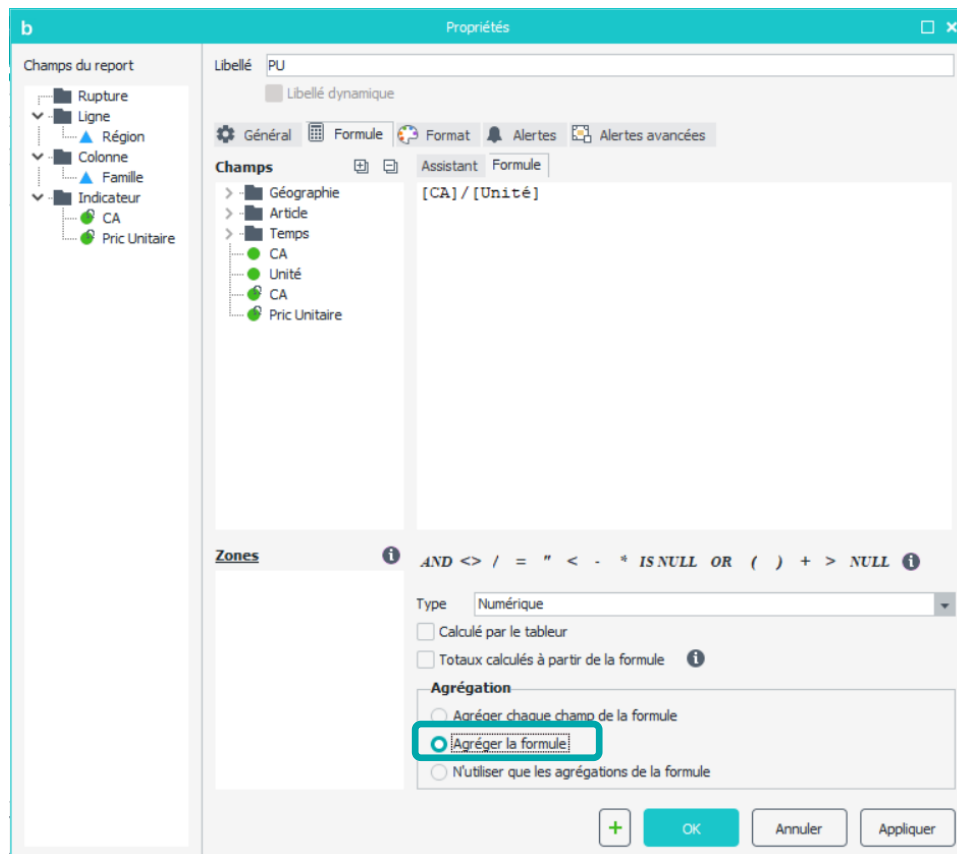 b
Propriétés
Champs du report
Rupture
Ligne
Région
Colonne
Famille
Indicateur
CA
Pric Unitaire
Libellé PU
Libellé dynamique
Général Formule Format Alertes Alertes avancées
Champs
Géographie
Article
Temps
CA
Unité
CA
Pric Unitaire
Assistant Formule
[CA]/[Unité]
Zones
AND <> / = " < - * IS NULL OR ( ) + > NULL
Type Numérique
Calculé par le tableur
Totaux calculés à partir de la formule
Agrégation
Agréger chaque champ de la formule
Agréger la formule
N'utiliser que les agrégations de la formule
+ OK Annuler Appliquer